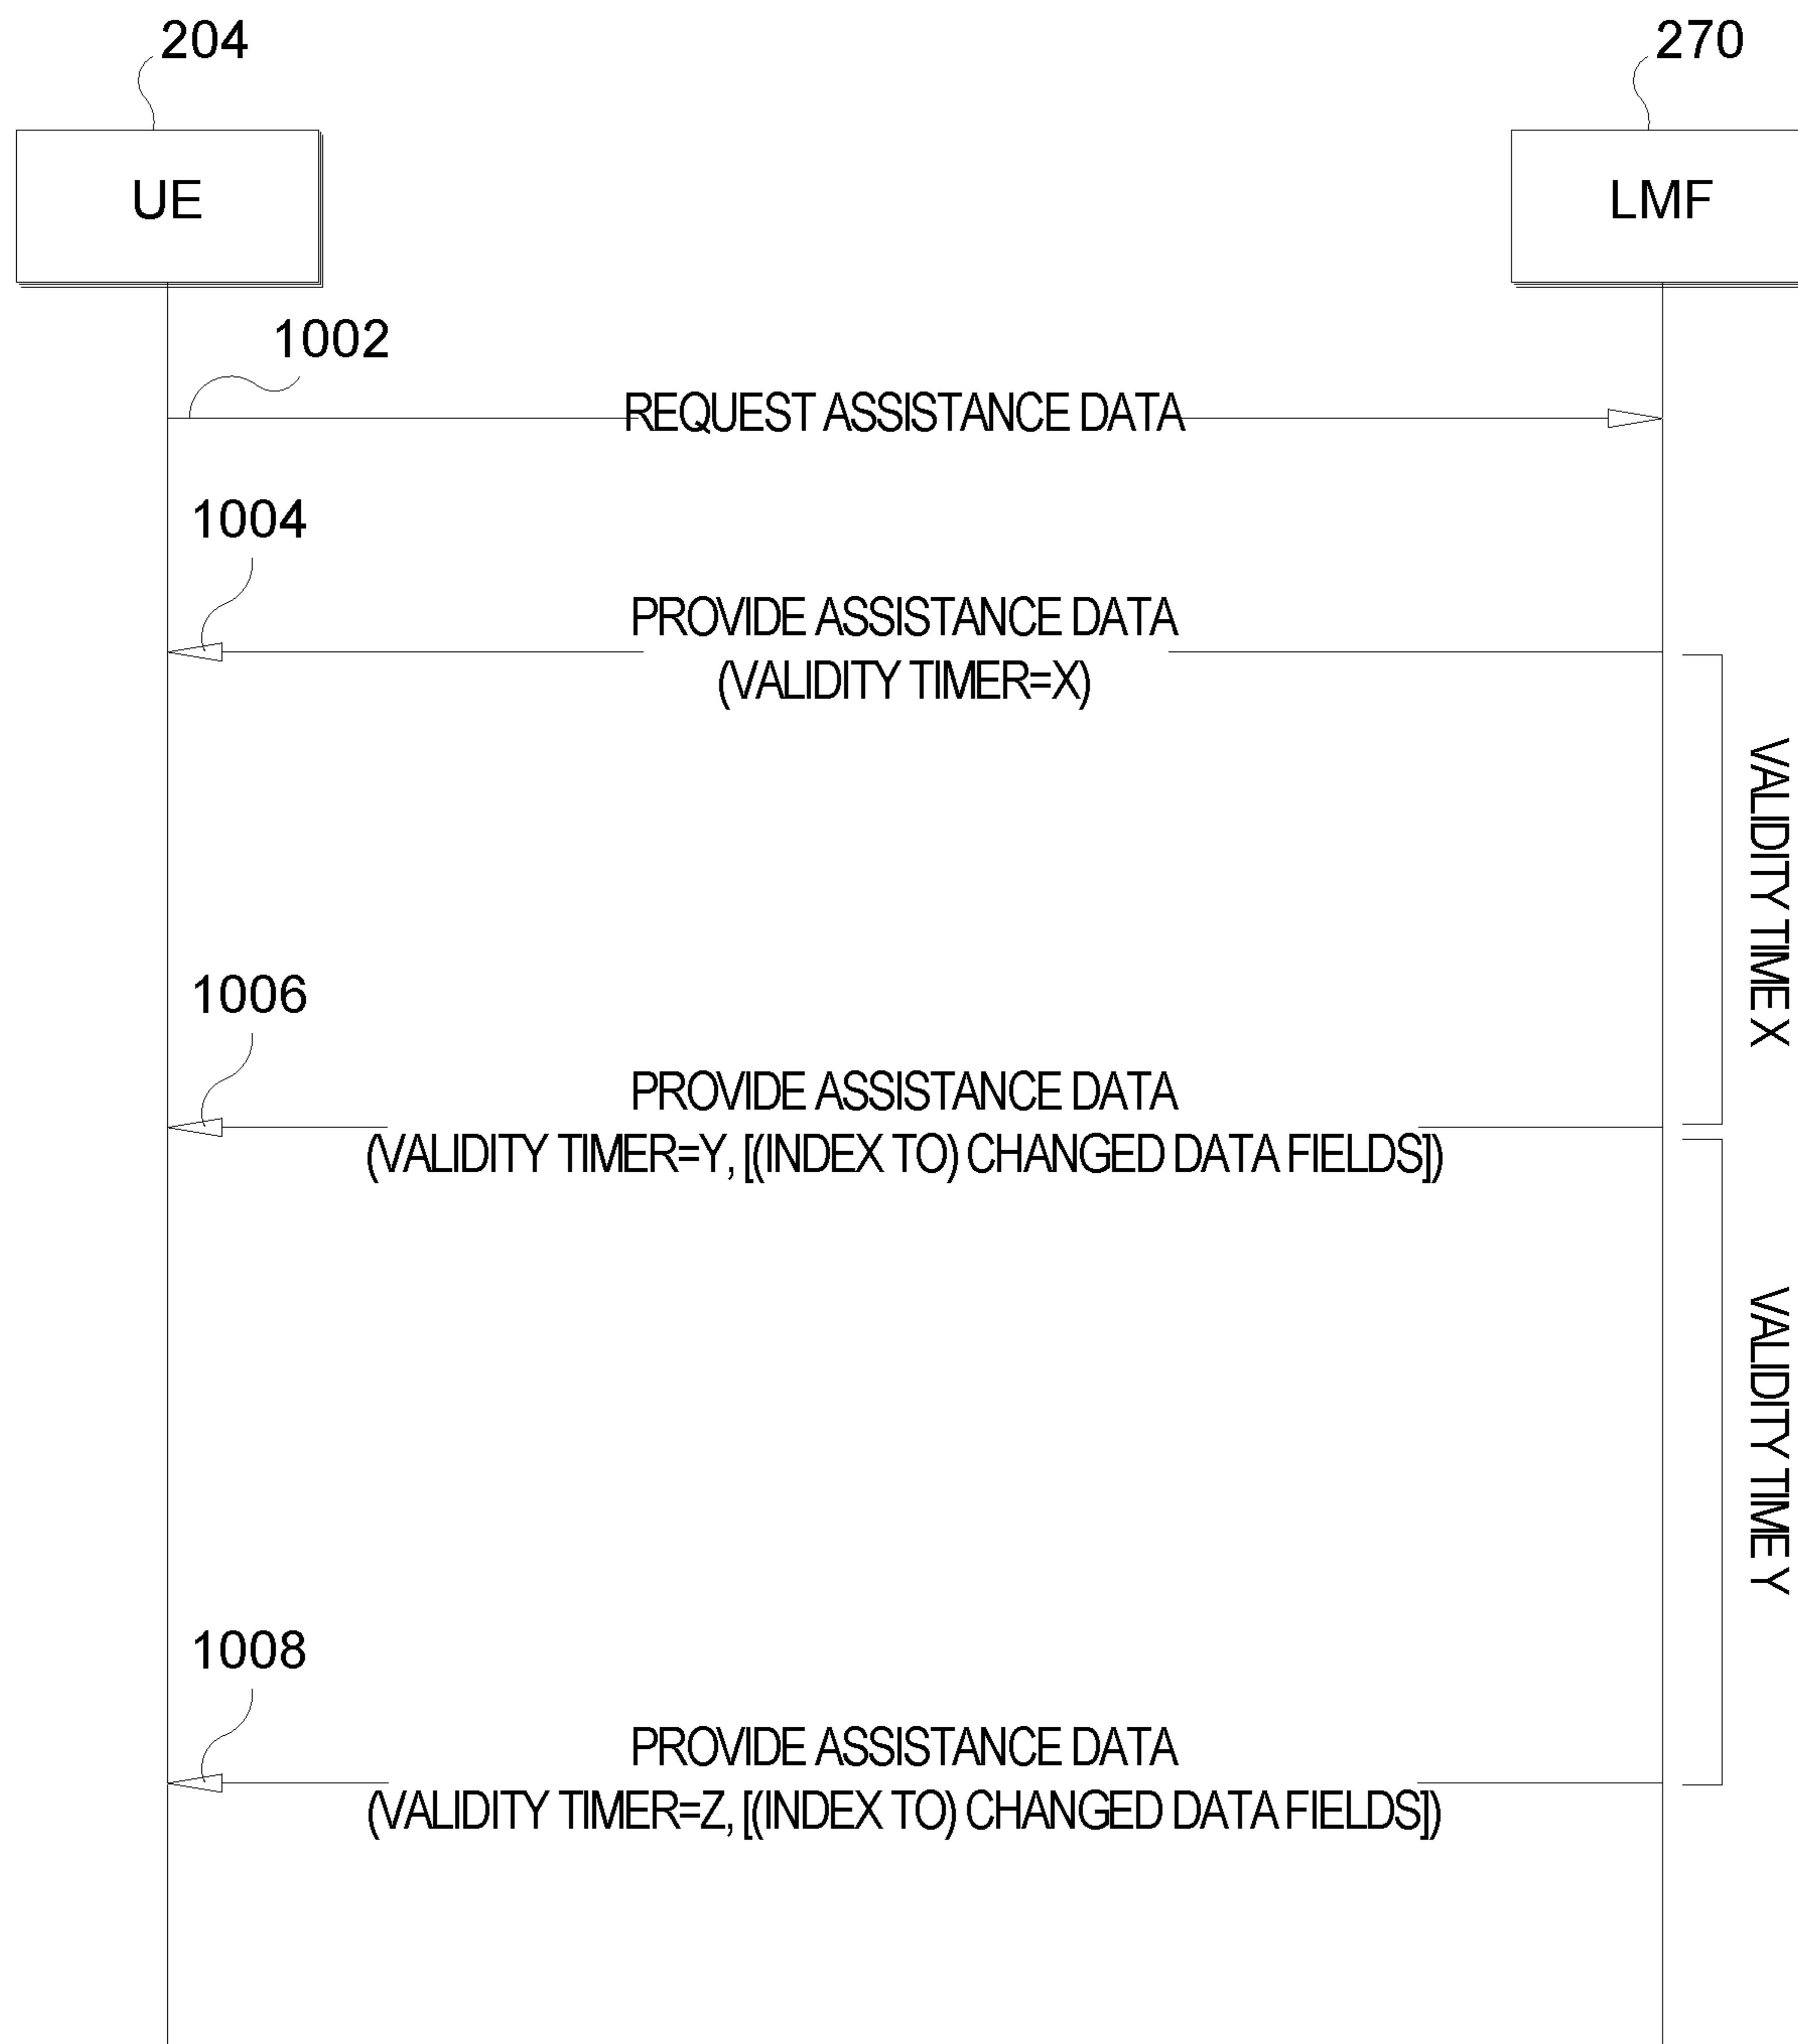 204
270
UE
LMF
1002
REQUEST ASSISTANCE DATA
1004
PROVIDE ASSISTANCE DATA
(VALIDITY TIMER=X)
VALIDITY TIME X
1006
PROVIDE ASSISTANCE DATA
(VALIDITY TIMER=Y, [(INDEX TO) CHANGED DATA FIELDS])
VALIDITY TIME Y
1008
PROVIDE ASSISTANCE DATA
(VALIDITY TIMER=Z, [(INDEX TO) CHANGED DATA FIELDS])